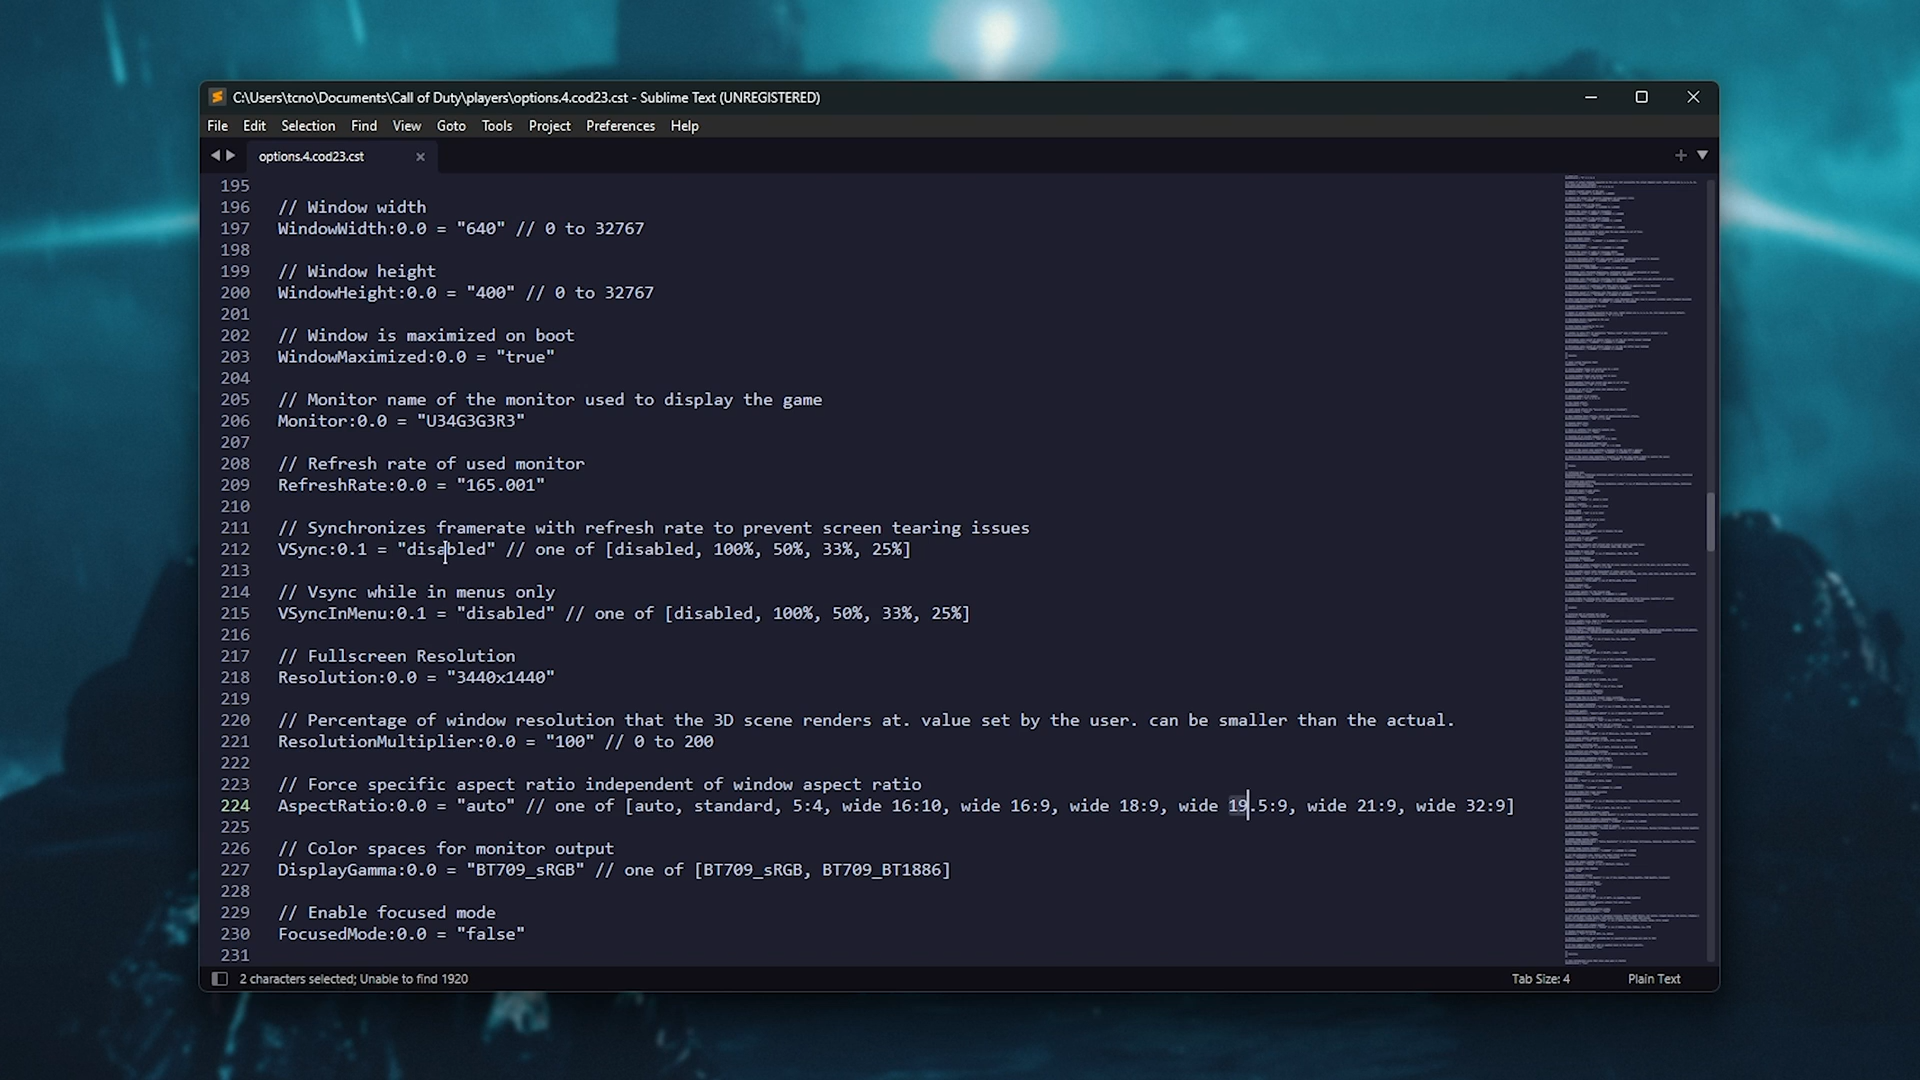 C:\Users\tcno\Documents\Call of Duty\players\options.4.cod23.cst - Sublime Text (UNREGISTERED)
File Edit Selection Find View Goto Tools Project Preferences Help
options.4.cod23.cst
195
196 // Window width
197 WindowWidth:0.0 = "640" // 0 to 32767
198
199 // Window height
200 WindowHeight:0.0 = "400" // 0 to 32767
201
202 // Window is maximized on boot
203 WindowMaximized:0.0 = "true"
204
205 // Monitor name of the monitor used to display the game
206 Monitor:0.0 = "U34G3G3R3"
207
208 // Refresh rate of used monitor
209 RefreshRate:0.0 = "165.001"
210
211 // Synchronizes framerate with refresh rate to prevent screen tearing issues
212 VSync:0.1 = "disabled" // one of [disabled, 100%, 50%, 33%, 25%]
213
214 // Vsync while in menus only
215 VSyncInMenu:0.1 = "disabled" // one of [disabled, 100%, 50%, 33%, 25%]
216
217 // Fullscreen Resolution
218 Resolution:0.0 = "3440x1440"
219
220 // Percentage of window resolution that the 3D scene renders at. value set by the user. can be smaller than the actual.
221 ResolutionMultiplier:0.0 = "100" // 0 to 200
222
223 // Force specific aspect ratio independent of window aspect ratio
224 AspectRatio:0.0 = "auto" // one of [auto, standard, 5:4, wide 16:10, wide 16:9, wide 18:9, wide 19.5:9, wide 21:9, wide 32:9]
225
226 // Color spaces for monitor output
227 DisplayGamma:0.0 = "BT709_sRGB" // one of [BT709_sRGB, BT709_BT1886]
228
229 // Enable focused mode
230 FocusedMode:0.0 = "false"
231
2 characters selected; Unable to find 1920
Tab Size: 4
Plain Text